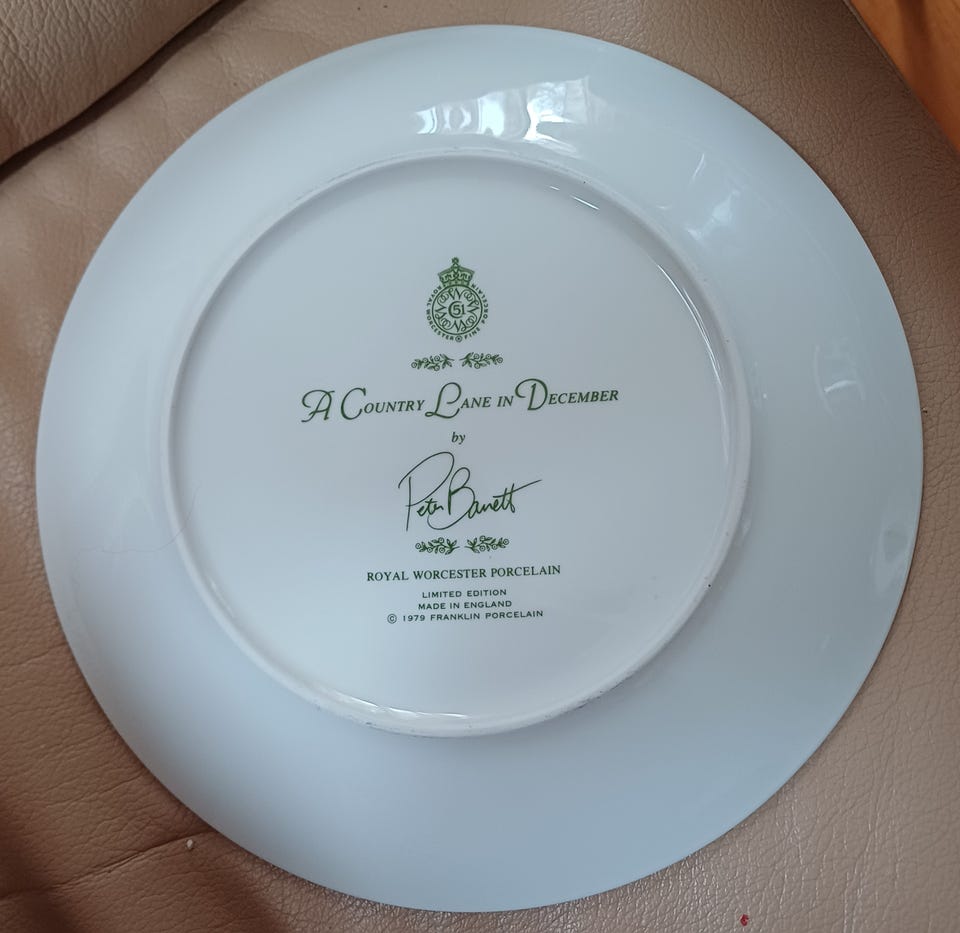 ROYAL WORCESTER FINE PORCELAIN
51
A COUNTRY LANE IN DECEMBER
by
Peter Barrett
ROYAL WORCESTER PORCELAIN
LIMITED EDITION
MADE IN ENGLAND
© 1979 FRANKLIN PORCELAIN